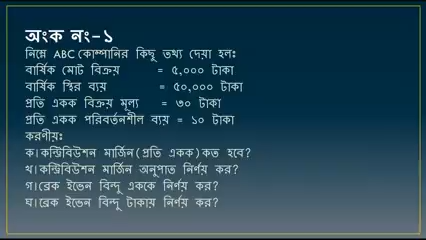 অংক নং-১
নিম্নে ABC কোম্পানির কিছু তথ্য দেয়া হলঃ
বার্ষিক মোট বিক্রয় = ৫,০০০ টাকা
বার্ষিক স্থির ব্যয় = ৫০,০০০ টাকা
প্রতি একক বিক্রয় মূল্য = ৩০ টাকা
প্রতি একক পরিবর্তনশীল ব্যয় = ১০ টাকা
করণীয়ঃ
ক।কন্ট্রিবিউশন মার্জিন(প্রতি একক)কত হবে?
খ।কন্ট্রিবিউশন মার্জিন অনুপাত নির্ণয় কর?
গ।ব্রেক ইভেন বিন্দু এককে নির্ণয় কর?
ঘ।ব্রেক ইভেন বিন্দু টাকায় নির্ণয় কর?